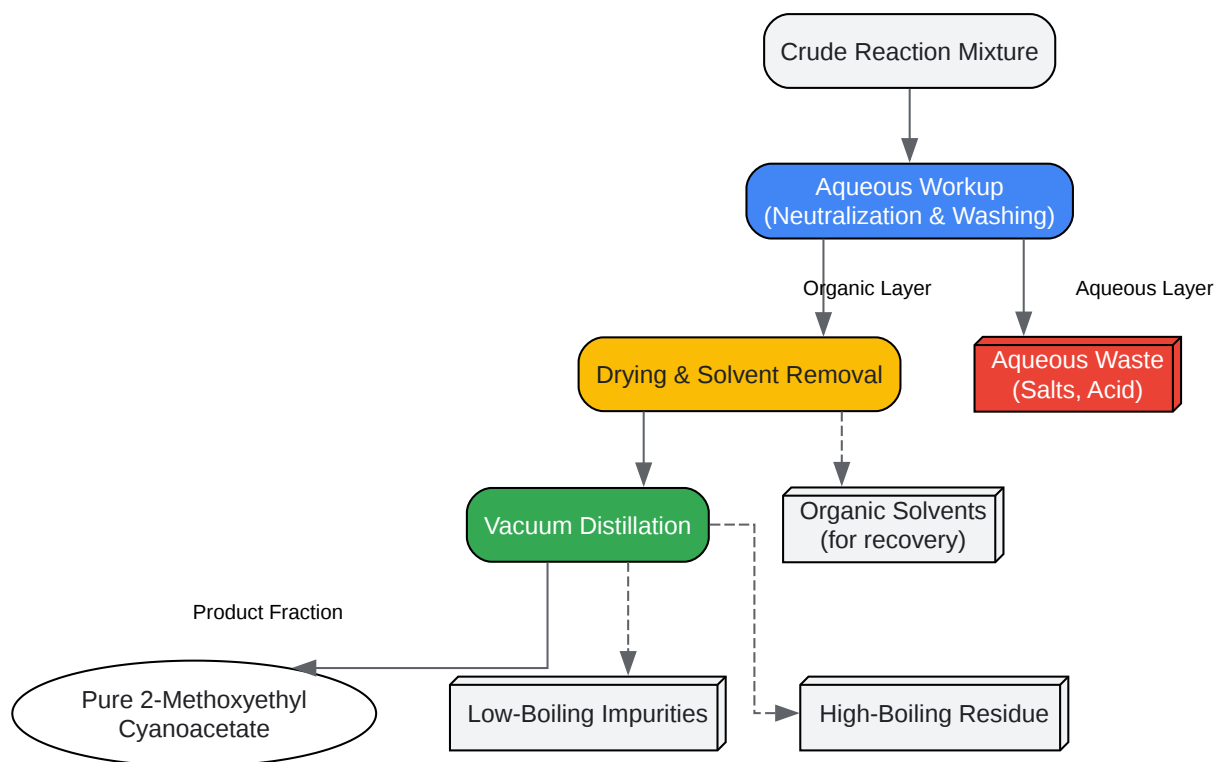 Crude Reaction Mixture
Aqueous Workup
(Neutralization & Washing)
Organic Layer
Aqueous Layer
Drying & Solvent Removal
Aqueous Waste
(Salts, Acid)
Vacuum Distillation
Organic Solvents
(for recovery)
Product Fraction
Pure 2-Methoxyethyl
Cyanoacetate
Low-Boiling Impurities
High-Boiling Residue